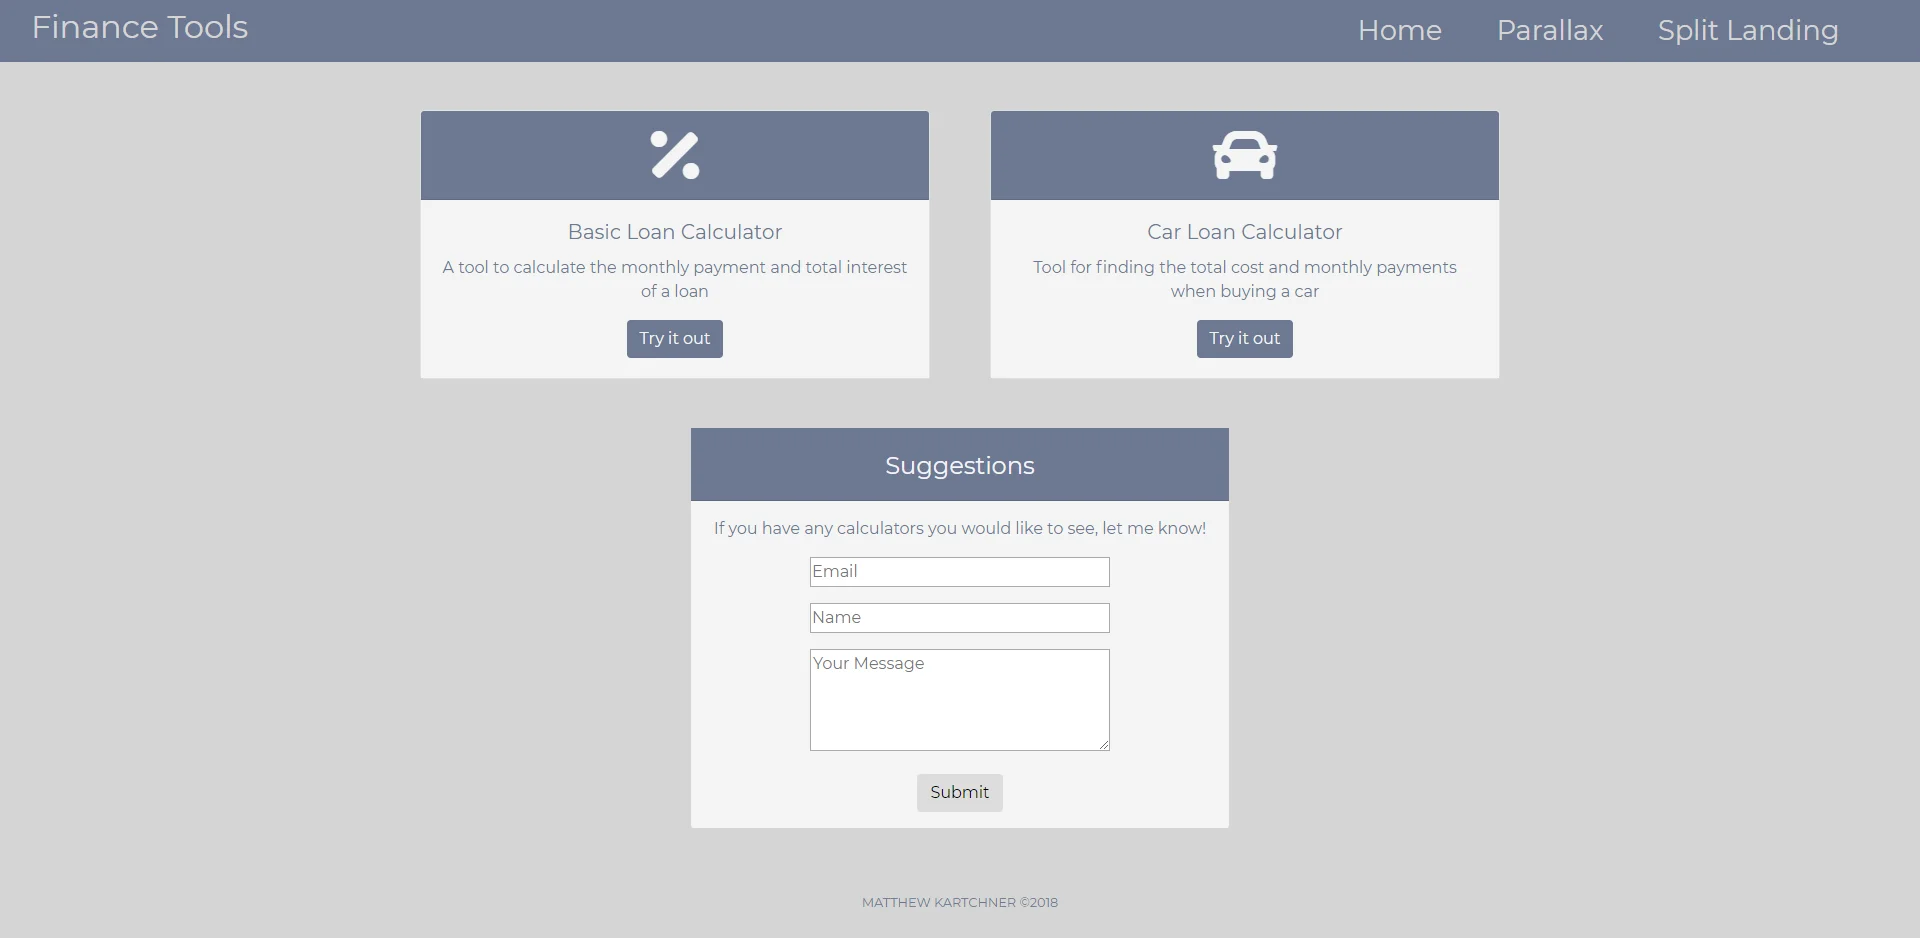 Finance Tools
Home
Parallax
Split Landing
Basic Loan Calculator
A tool to calculate the monthly payment and total interest
of a loan
Try it out
Car Loan Calculator
Tool for finding the total cost and monthly payments
when buying a car
Try it out
Suggestions
If you have any calculators you would like to see, let me know!
Email
Name
Your Message
Submit
MATTHEW KARTCHNER ©2018